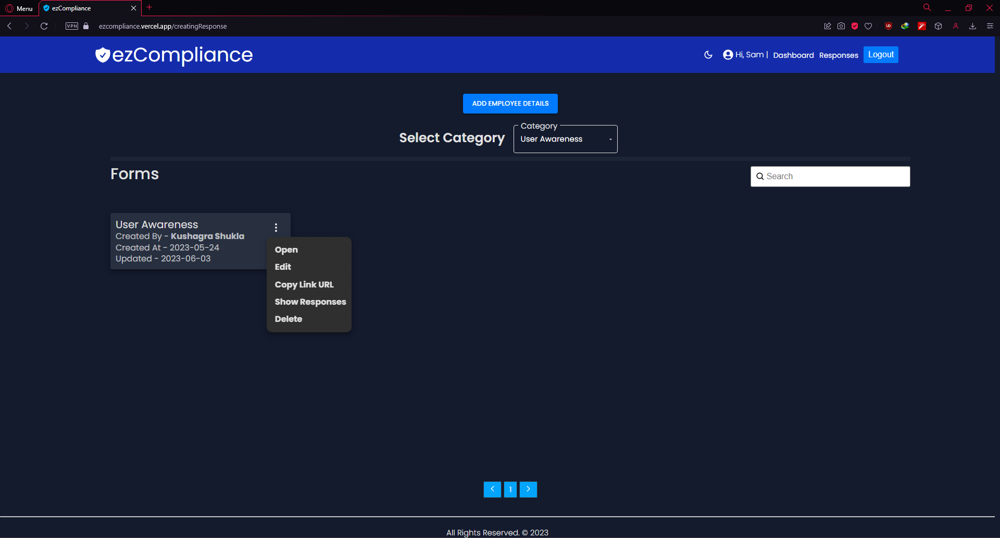 Menu
ezCompliance
VPN
ezcompliance.vercel.app/creatingResponse
ezCompliance
Hi, Sam | Dashboard Responses Logout
ADD EMPLOYEE DETAILS
Select Category
Category
User Awareness
Forms
Search
User Awareness
Created By - Kushagra Shukla
Created At - 2023-05-24
Updated - 2023-06-03
Open
Edit
Copy Link URL
Show Responses
Delete
1
All Rights Reserved. © 2023